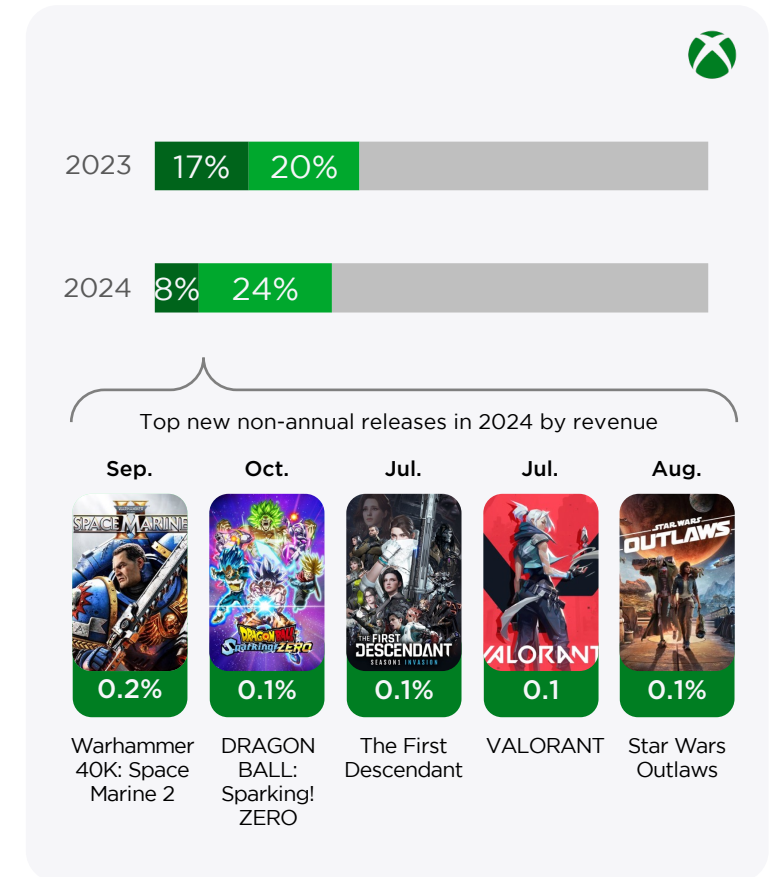 2023
17%
20%
2024
8%
24%
Top new non-annual releases in 2024 by revenue
Sep.
Oct.
Jul.
Jul.
Aug.
SPACE MARINE
II
DRAGON BALL
Sparking! ZERO
THE FIRST
DESCENDANT
SEASON 1 INVASION
VALORANT
STAR WARS
OUTLAWS
0.2%
0.1%
0.1%
0.1
0.1%
Warhammer
40K: Space
Marine 2
DRAGON
BALL:
Sparking!
ZERO
The First
Descendant
VALORANT
Star Wars
Outlaws